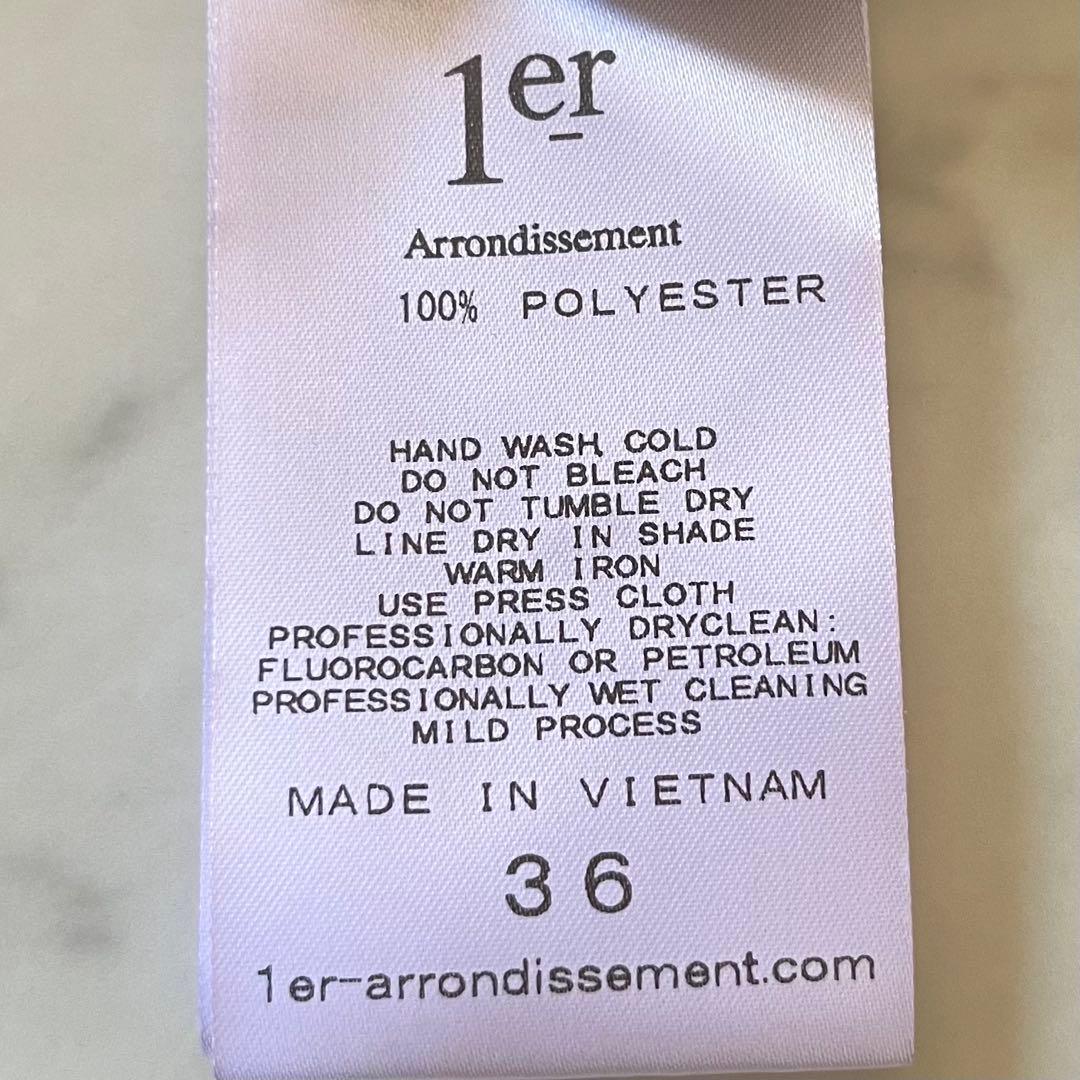 1er
Arrondissement
100% POLYESTER
HAND WASH COLD
DO NOT BLEACH
DO NOT TUMBLE DRY
LINE DRY IN SHADE
WARM IRON
USE PRESS CLOTH
PROFESSIONALLY DRYCLEAN:
FLUOROCARBON OR PETROLEUM
PROFESSIONALLY WET CLEANING
MILD PROCESS
MADE IN VIETNAM
36
1er-arrondissement.com